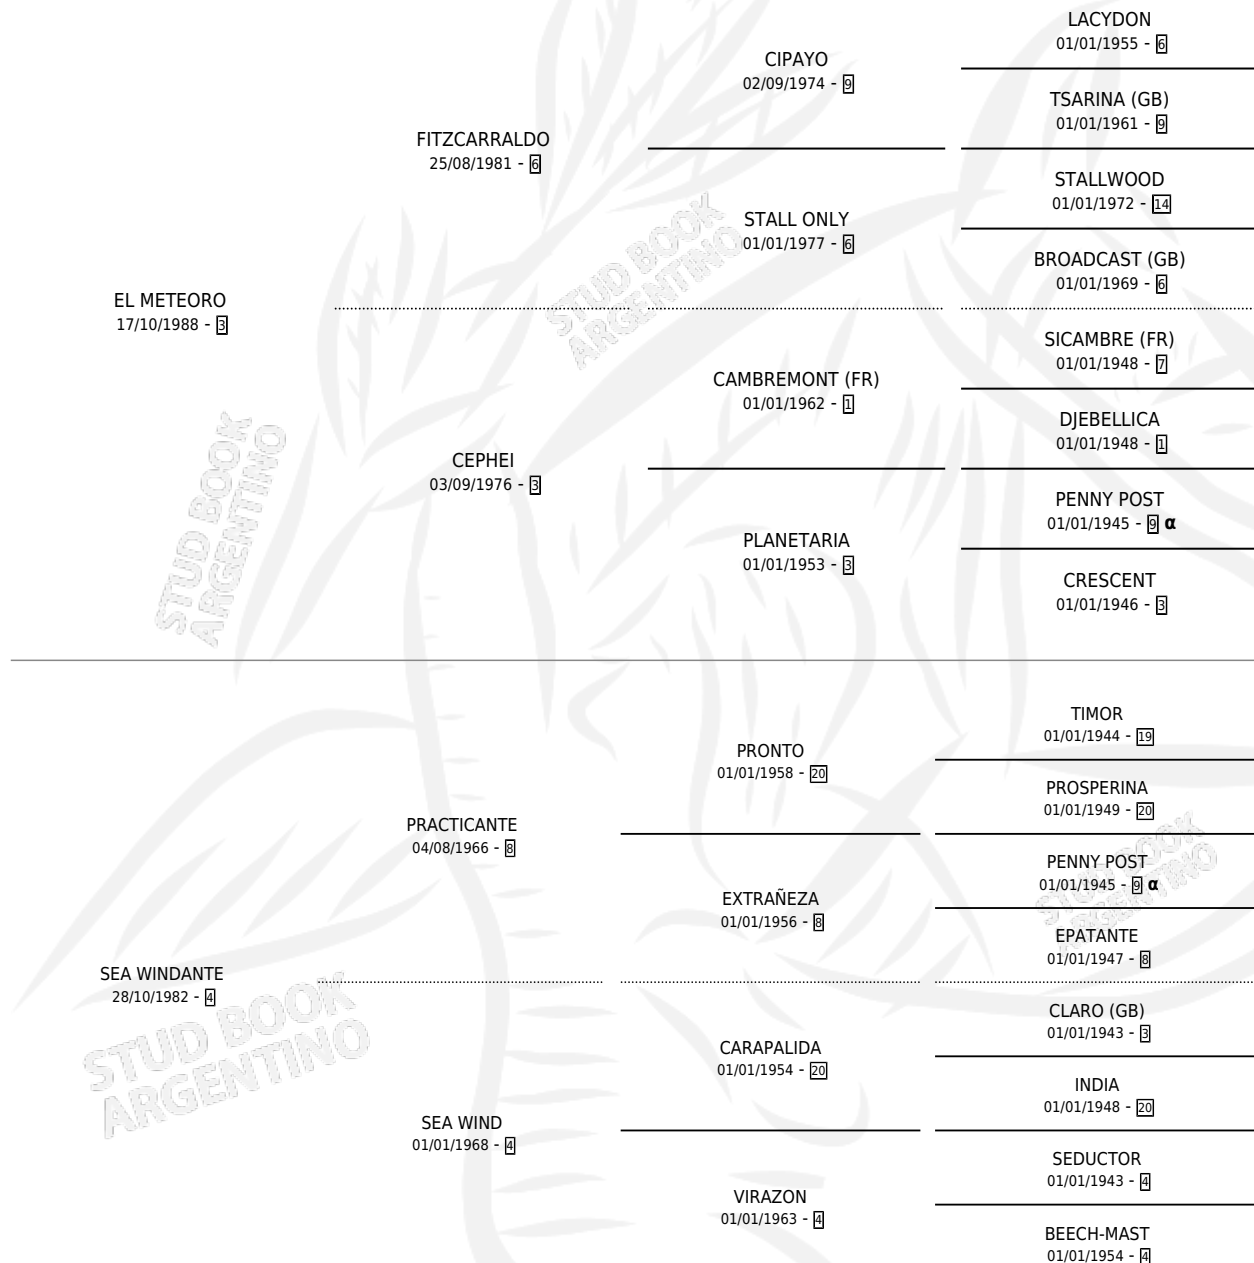 LACYDON
01/01/1955 - 6
CIPAYO
02/09/1974 - 9
TSARINA (GB)
01/01/1961 - 9
FITZCARRALDO
25/08/1981 - 6
STALLWOOD
01/01/1972 - 14
STALL ONLY
01/01/1977 - 6
BROADCAST (GB)
01/01/1969 - 6
EL METEORO
17/10/1988 - 3
SICAMBRE (FR)
01/01/1948 - 7
CAMBREMONT (FR)
01/01/1962 - 1
DJEBELLICA
01/01/1948 - 1
CEPHEI
03/09/1976 - 3
PENNY POST
01/01/1945 - 9 α
PLANETARIA
01/01/1953 - 3
CRESCENT
01/01/1946 - 3
TIMOR
01/01/1944 - 19
PRONTO
01/01/1958 - 20
PROSPERINA
01/01/1949 - 20
PRACTICANTE
04/08/1966 - 8
PENNY POST
01/01/1945 - 9 α
EXTRAÑEZA
01/01/1956 - 8
EPATANTE
01/01/1947 - 8
SEA WINDANTE
28/10/1982 - 4
CLARO (GB)
01/01/1943 - 3
CARAPALIDA
01/01/1954 - 20
INDIA
01/01/1948 - 20
SEA WIND
01/01/1968 - 4
SEDUCTOR
01/01/1943 - 4
VIRAZON
01/01/1963 - 4
BEECH-MAST
01/01/1954 - 4
STUD BOOK
ARGENTINO
STUD BOOK
ARGENTINO
STUD BOOK
ARGENTINO
STUD BOOK
ARGENTINO